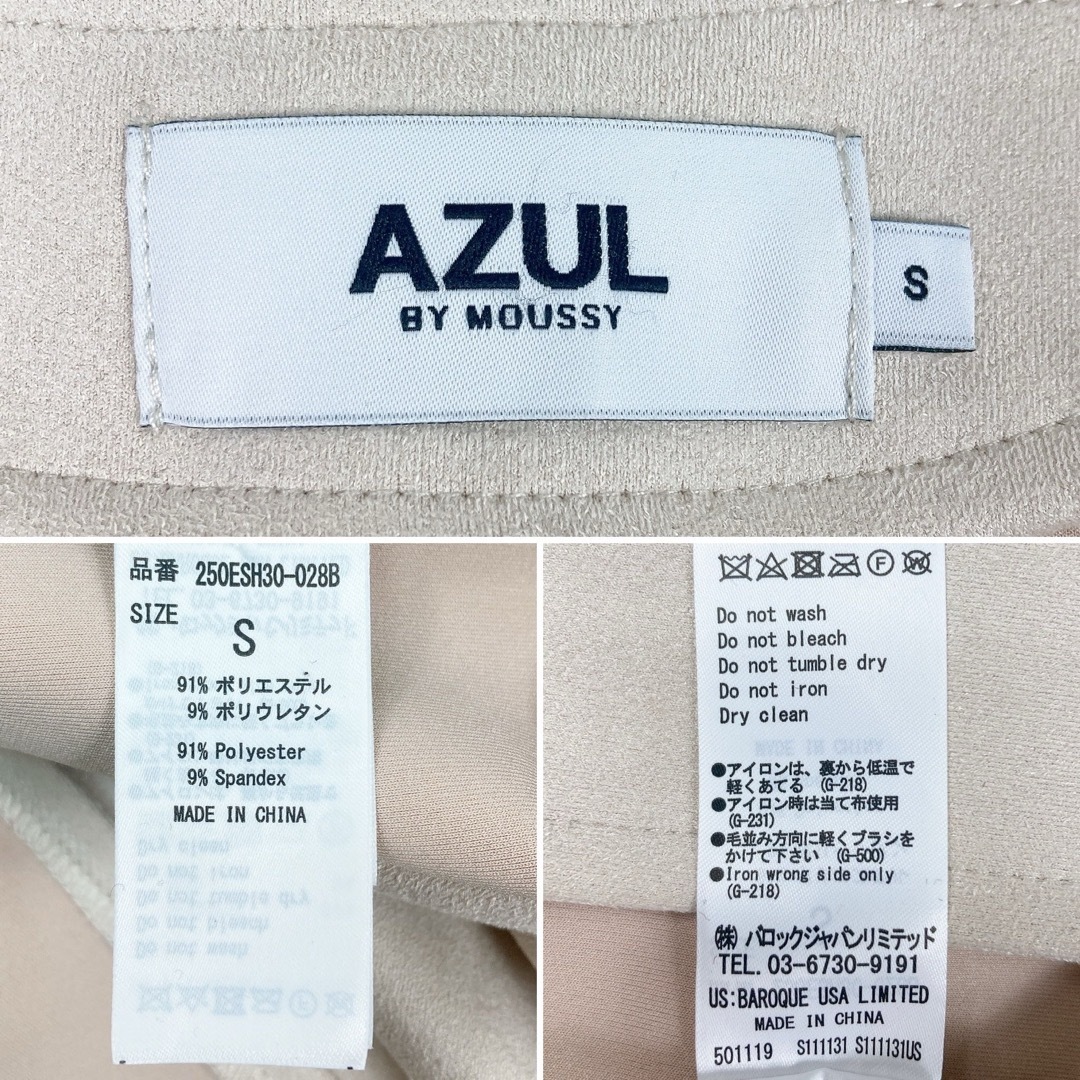 AZUL
BY MOUSSY
S
品番 250ESH30-028B
SIZE
S
91% ポリエステル
9% ポリウレタン
91% Polyester
9% Spandex
MADE IN CHINA
Do not wash
Do not bleach
Do not tumble dry
Do not iron
Dry clean
●アイロンは、裏から低温で
軽くあてる (G-218)
●アイロン時は当て布使用
(G-231)
●毛並み方向に軽くブラシを
かけて下さい (G-500)
●Iron wrong side only
(G-218)
㈱ バロックジャパンリミテッド
TEL. 03-6730-9191
US:BAROQUE USA LIMITED
MADE IN CHINA
501119 S111131 S111131US